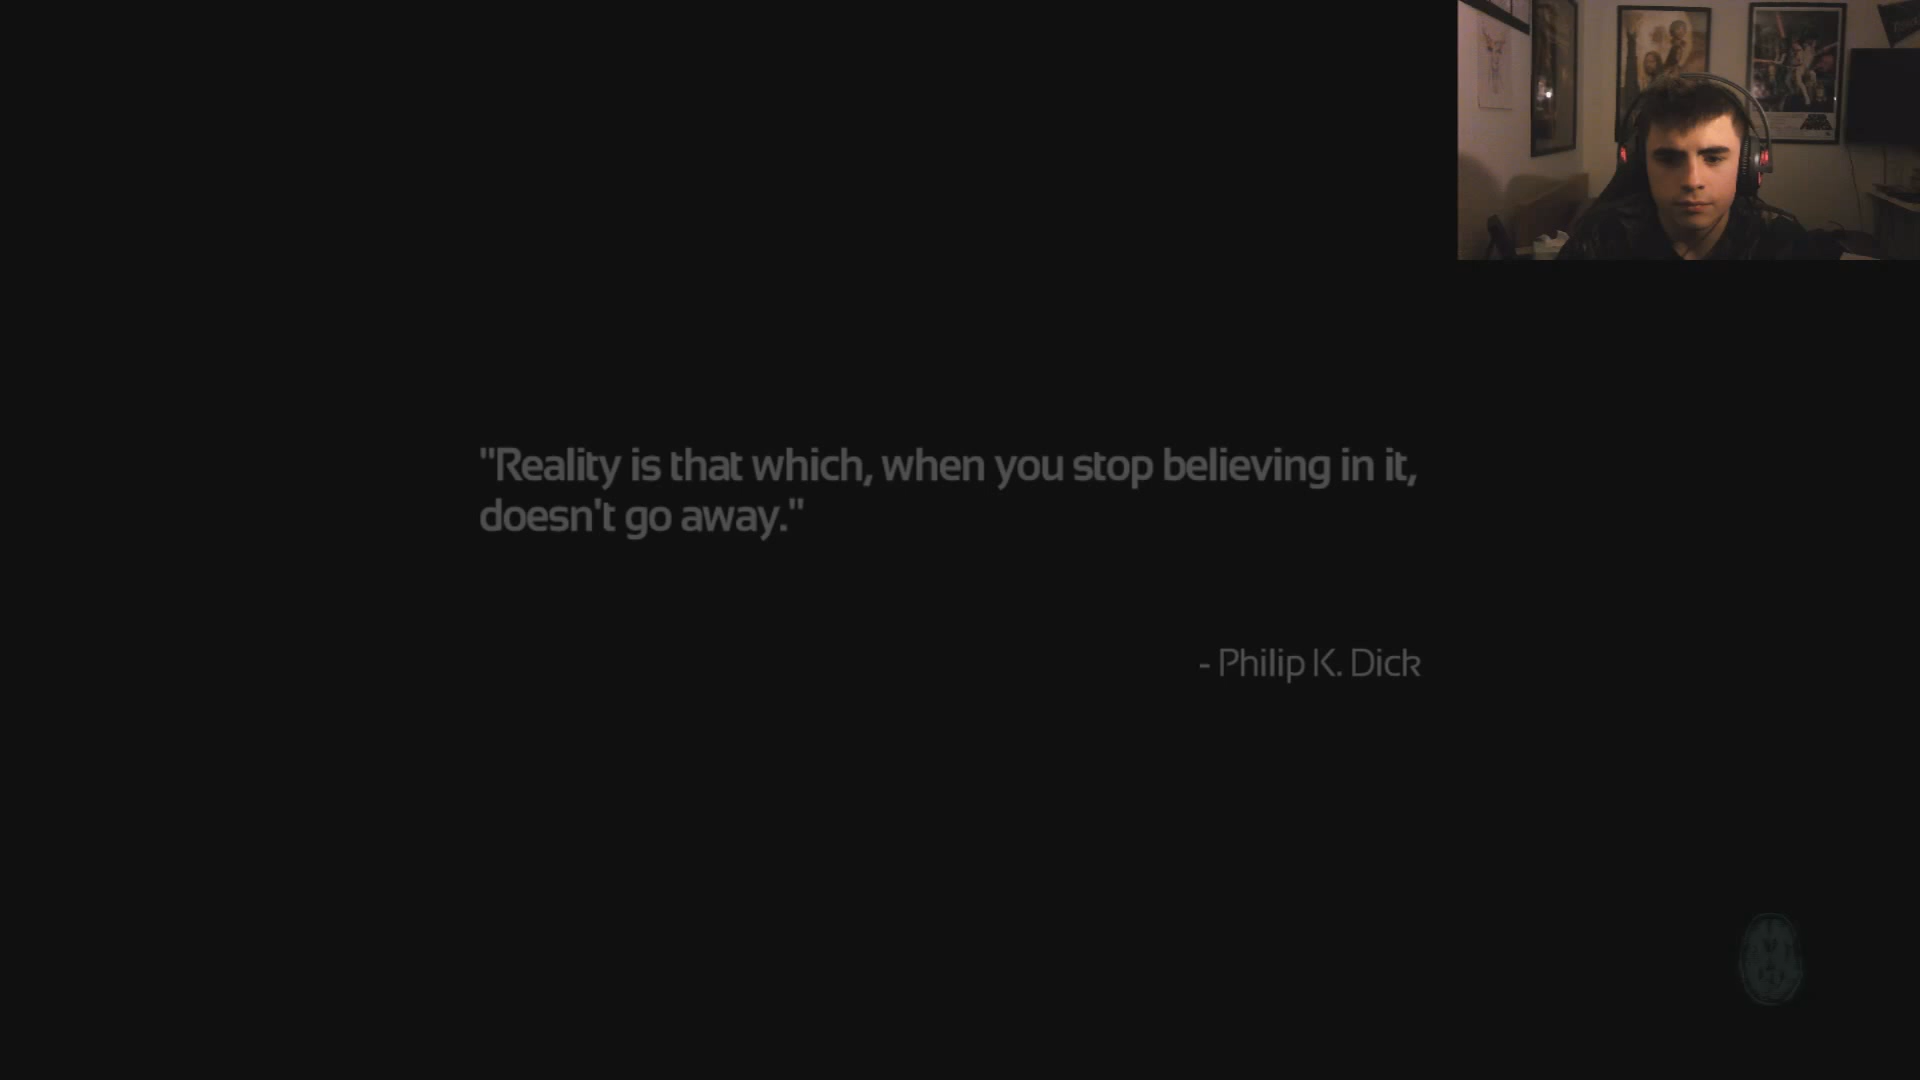 "Reality is that which, when you stop believing in it,
doesn't go away."
- Philip K. Dick